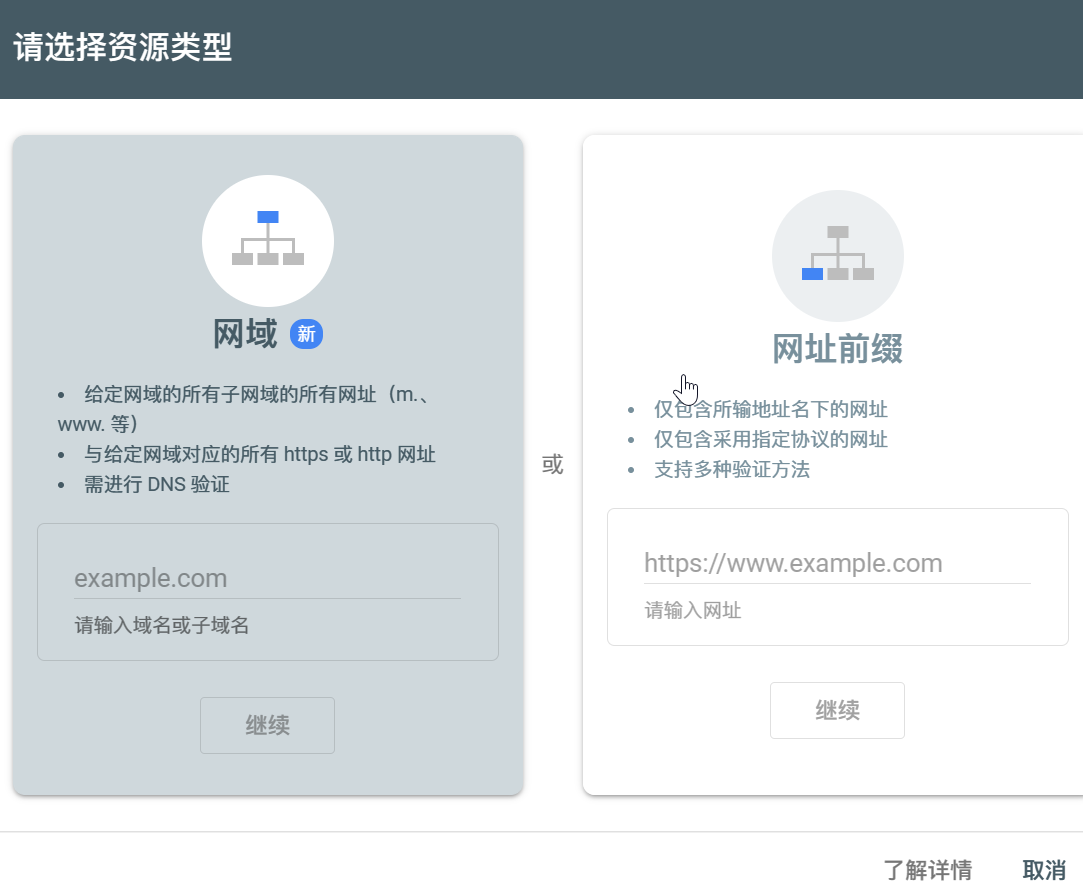 请选择资源类型
网域 新
• 给定网域的所有子网域的所有网址（m.、
www. 等）
• 与给定网域对应的所有 https 或 http 网址
• 需进行 DNS 验证
example.com
请输入域名或子域名
继续
或
网址前缀
• 仅包含所输地址名下的网址
• 仅包含采用指定协议的网址
• 支持多种验证方法
https://www.example.com
请输入网址
继续
了解详情
取消